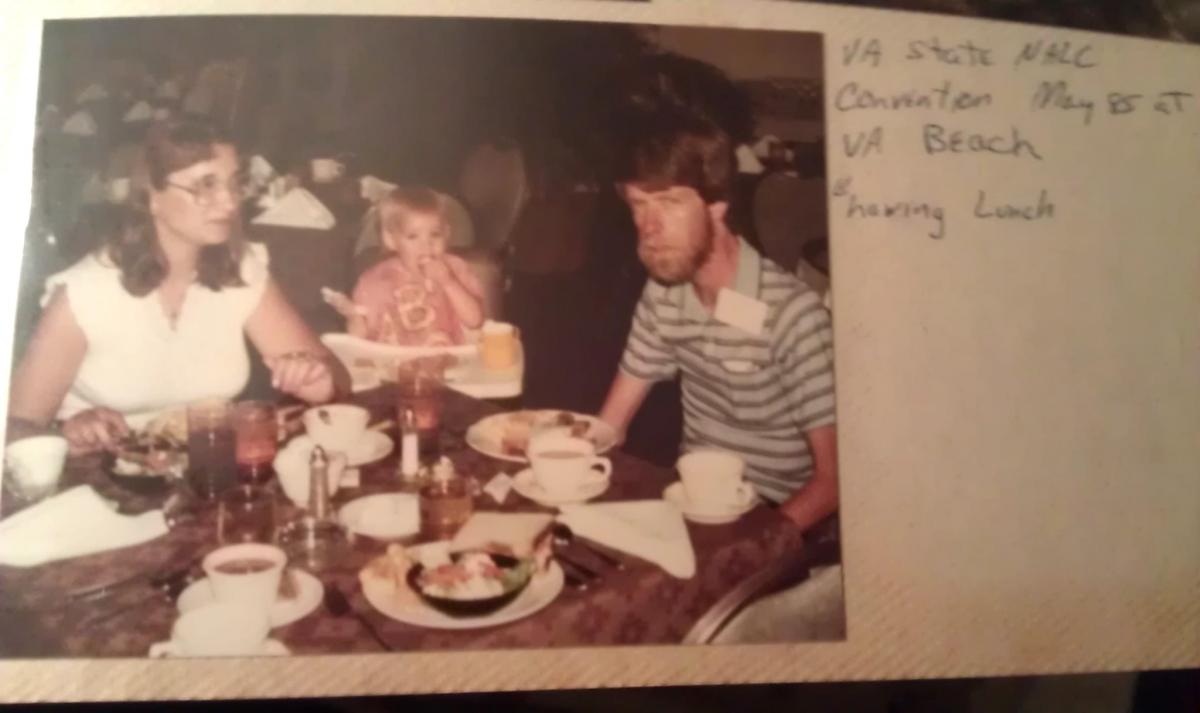 VA State NALC
Convention May 85 at
VA Beach
having Lunch
B